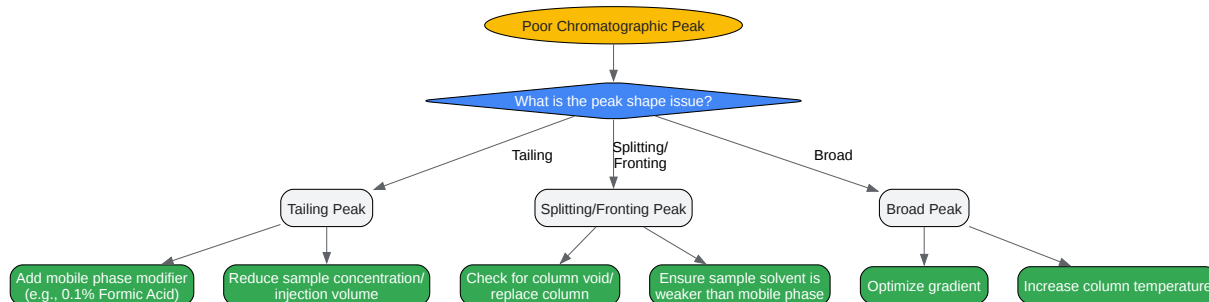 Poor Chromatographic Peak
What is the peak shape issue?
Tailing
Splitting/
Fronting
Broad
Tailing Peak
Splitting/Fronting Peak
Broad Peak
Add mobile phase modifier
(e.g., 0.1% Formic Acid)
Reduce sample concentration/
injection volume
Check for column void/
replace column
Ensure sample solvent is
weaker than mobile phase
Optimize gradient
Increase column temperature